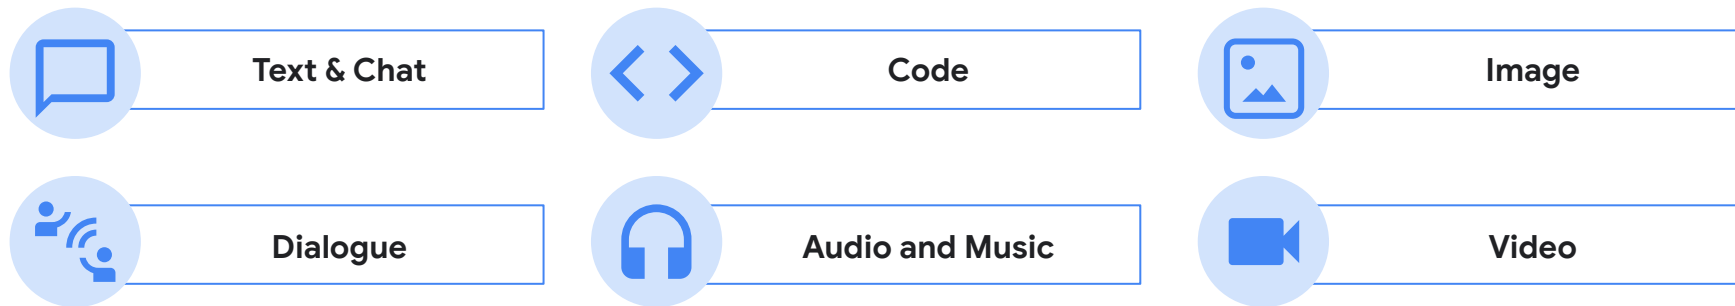 Text & Chat
Code
Image
Dialogue
Audio and Music
Video